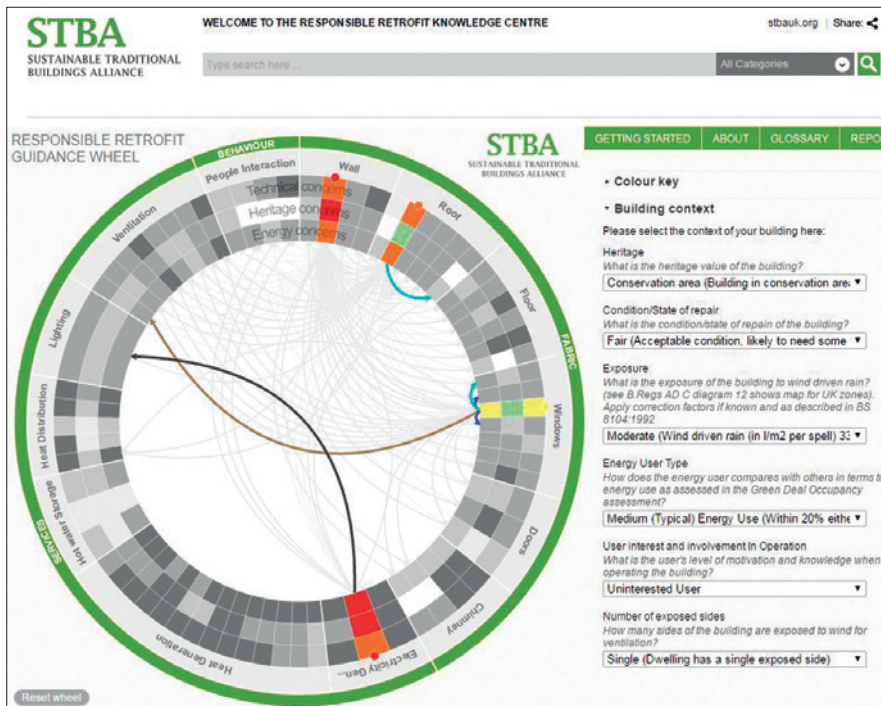 STBA
SUSTAINABLE TRADITIONAL
BUILDINGS ALLIANCE
WELCOME TO THE RESPONSIBLE RETROFIT KNOWLEDGE CENTRE
stbauk.org | Share:
Type search here ...
All Categories
RESPONSIBLE RETROFIT
GUIDANCE WHEEL
STBA
SUSTAINABLE TRADITIONAL
BUILDINGS ALLIANCE
GETTING STARTED
ABOUT
GLOSSARY
REPO
BEHAVIOUR
FABRIC
SERVICES
People Interaction
Wall
Roof
Floor
Windows
Doors
Chimney
Electricity Gen...
Heat Generation
Hot water Storage
Heat Distribution
Lighting
Ventilation
Technical concerns
Heritage concerns
Energy concerns
Colour key
Building context
Please select the context of your building here:
Heritage
What is the heritage value of the building?
Conservation area (Building in conservation area
Condition/State of repair
What is the condition/state of repair of the building?
Fair (Acceptable condition, likely to need some
Exposure
What is the exposure of the building to wind driven rain?
(see B.Regs AD C diagram 12 shows map for UK zones).
Apply correction factors if known and as described in BS
8104:1992
Moderate (Wind driven rain (in l/m2 per spell) 33
Energy User Type
How does the energy user compares with others in terms to
energy use as assessed in the Green Deal Occupancy
assessment?
Medium (Typical) Energy Use (Within 20% eithe
User interest and involvement In Operation
What is the user's level of motivation and knowledge when
operating the building?
Uninterested User
Number of exposed sides
How many sides of the building are exposed to wind for
ventilation?
Single (Dwelling has a single exposed side)
Reset wheel